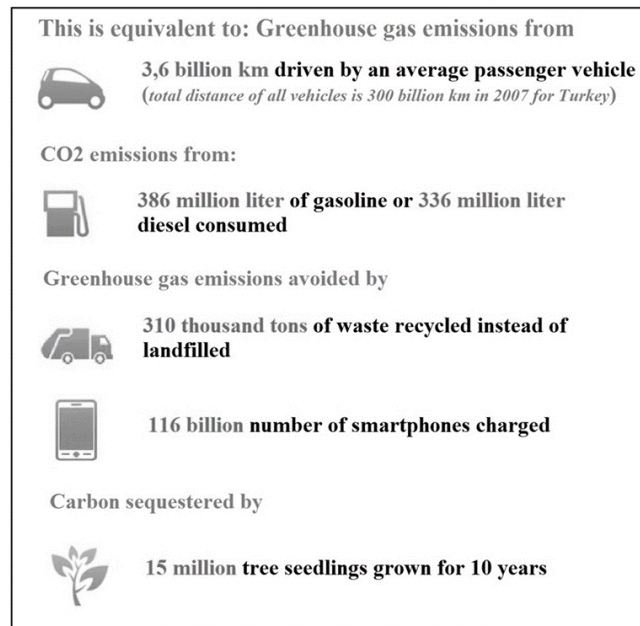 This is equivalent to: Greenhouse gas emissions from
3,6 billion km driven by an average passenger vehicle
(total distance of all vehicles is 300 billion km in 2007 for Turkey)
CO2 emissions from:
386 million liter of gasoline or 336 million liter
diesel consumed
Greenhouse gas emissions avoided by
310 thousand tons of waste recycled instead of
landfilled
116 billion number of smartphones charged
Carbon sequestered by
15 million tree seedlings grown for 10 years